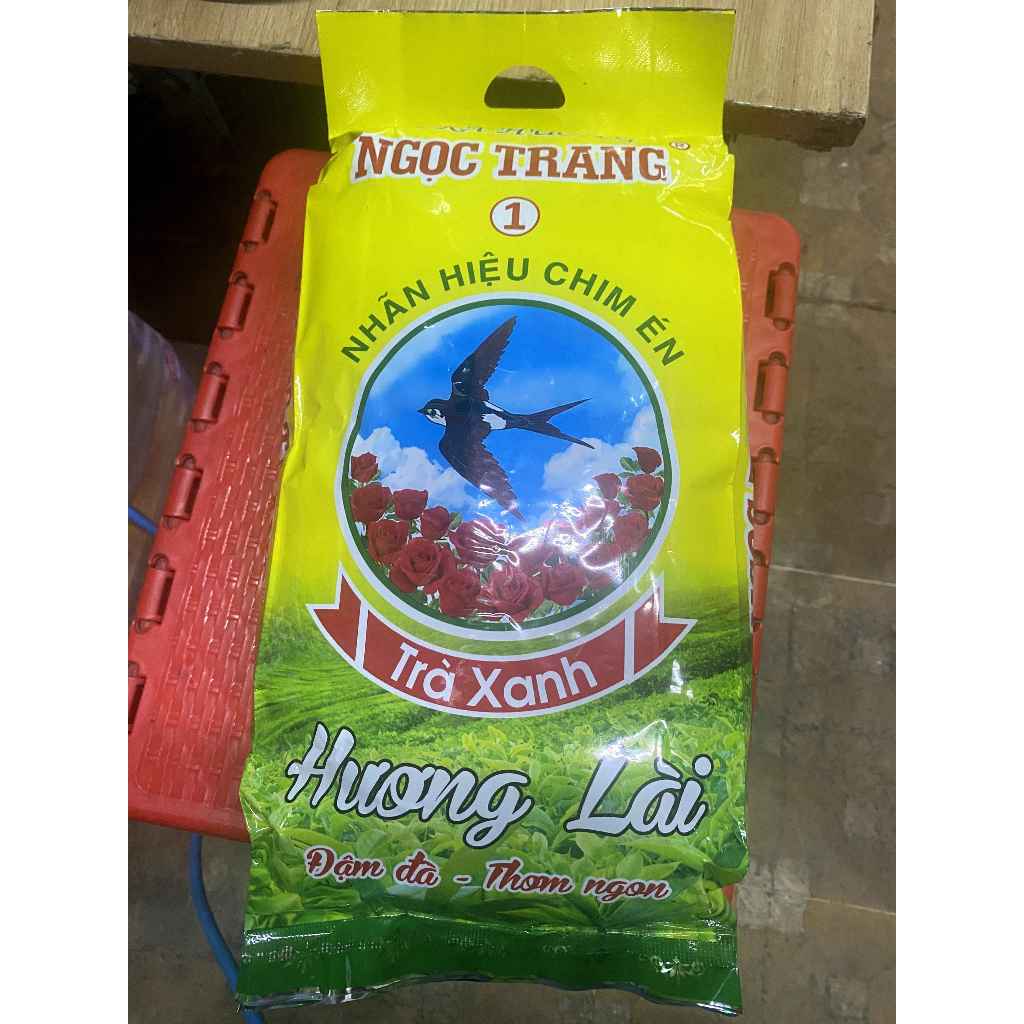 NGỌC TRANG®
1
NHÃN HIỆU CHIM ÉN
Trà Xanh
Hương Lài
Đậm đà - Thơm ngon